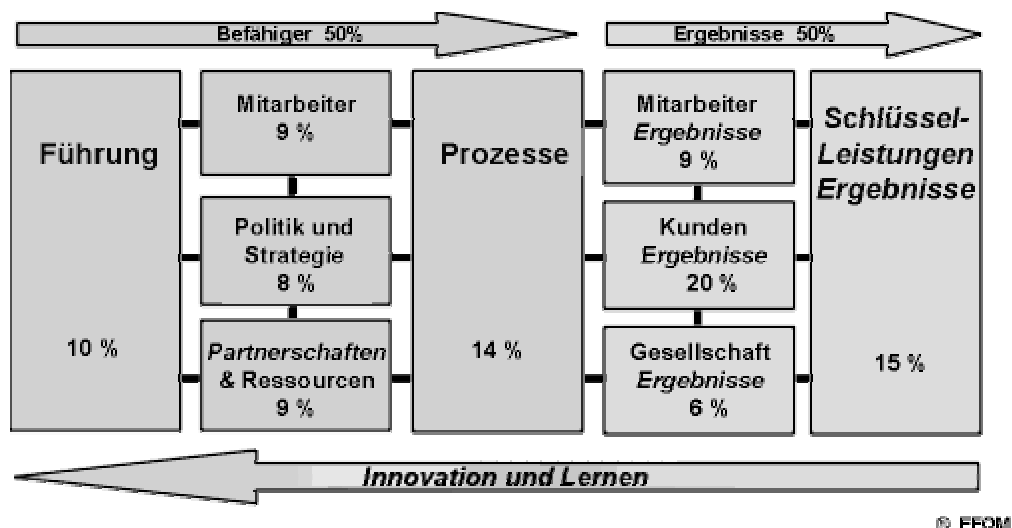 Befähiger 50%
Ergebnisse 50%
Führung
10 %
Mitarbeiter
9 %
Politik und
Strategie
8 %
Partnerschaften
& Ressourcen
9 %
Prozesse
14 %
Mitarbeiter
Ergebnisse
9 %
Kunden
Ergebnisse
20 %
Gesellschaft
Ergebnisse
6 %
Schlüssel-
Leistungen
Ergebnisse
15 %
Innovation und Lernen
© EFQM